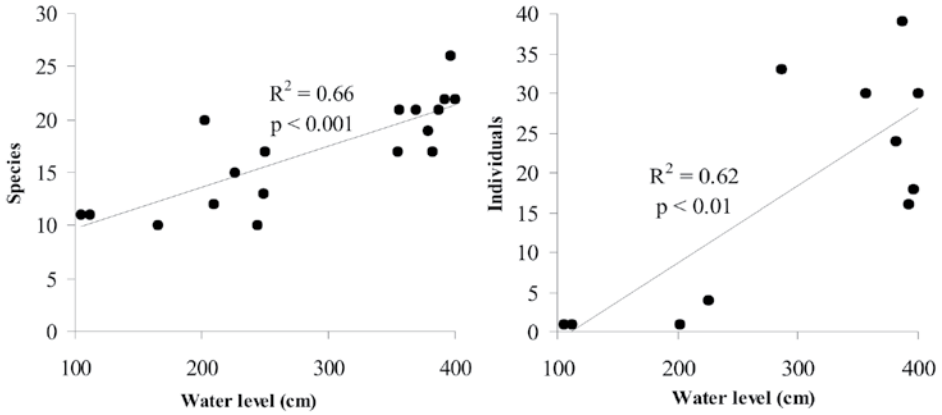 30
25
20
15
10
5
0
Species
R² = 0.66
p < 0.001
100 200 300 400
Water level (cm)
40
35
30
25
20
15
10
5
0
Individuals
R² = 0.62
p < 0.01
100 200 300 400
Water level (cm)